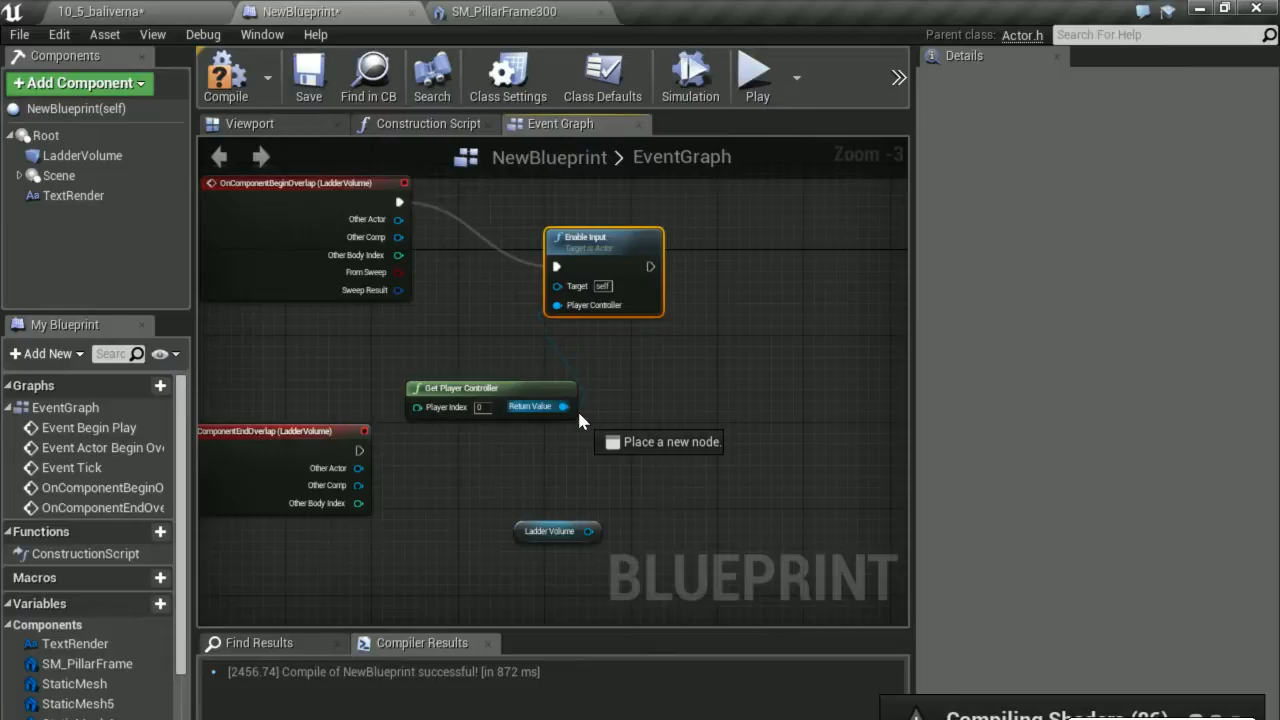 10_5_baliverna*
NewBlueprint*
SM_PillarFrame300
File Edit Asset View Debug Window Help
Parent class: Actor.h
Search For Help
Components
+Add Component
NewBlueprint(self)
Root
LadderVolume
Scene
TextRender
Compile
Save
Find in CB
Search
Class Settings
Class Defaults
Simulation
Play
Details
Viewport
Construction Script
Event Graph
NewBlueprint > EventGraph
Zoom -3
OnComponentBeginOverlap (LadderVolume)
Other Actor
Other Comp
Other Body Index
From Sweep
Sweep Result
Enable Input
Target is Actor
Target self
Player Controller
Get Player Controller
Player Index 0 Return Value
Place a new node.
ComponentEndOverlap (LadderVolume)
Other Actor
Other Comp
Other Body Index
Ladder Volume
BLUEPRINT
My Blueprint
+Add New
Searc
Graphs
EventGraph
Event Begin Play
Event Actor Begin Ov
Event Tick
OnComponentBeginO
OnComponentEndOve
Functions
ConstructionScript
Macros
Variables
Components
TextRender
SM_PillarFrame
StaticMesh
StaticMesh5
Find Results
Compiler Results
[2456.74] Compile of NewBlueprint successful! [in 872 ms]